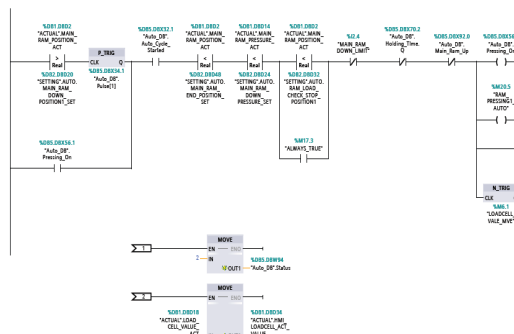 %DB1.DBD2
"ACTUAL".MAIN_
RAM_POSITION_
ACT
>
Real
%DB2.DBD20
"SETTING".AUTO.
MAIN_RAM_
DOWN_
POSITION1_SET
P_TRIG
CLK Q
%DB5.DBX34.1
"Auto_DB".
Pulse[1]
%DB5.DBX32.1
"Auto_DB".
Auto_Cycle_
Started
%DB1.DBD2
"ACTUAL".MAIN_
RAM_POSITION_
ACT
<
Real
%DB2.DBD48
"SETTING".AUTO.
MAIN_RAM_
END_POSITION_
SET
%DB1.DBD14
"ACTUAL".MAIN_
RAM_PRESSURE_
ACT
<
Real
%DB2.DBD24
"SETTING".AUTO.
MAIN_RAM_
DOWN_
PRESSURE_SET
%DB1.DBD2
"ACTUAL".MAIN_
RAM_POSITION_
ACT
<
Real
%DB2.DBD32
"SETTING".AUTO.
RAM_LOAD_
CHECK_STOP_
POSITION1
%M17.3
"ALWAYS_TRUE"
%I2.4
"MAIN_RAM_
DOWN_LIMIT"
%DB5.DBX70.2
"Auto_DB".
Holding_Time.
Q
%DB5.DBX92.0
"Auto_DB".
Main_Ram_Up
%DB5.DBX56
"Auto_DB".
Pressing_On
%M20.5
"RAM_
PRESSING1_
AUTO"
N_TRIG
CLK
%M6.1
"LOADCELL_
VALE_MVE"
%DB5.DBX56.1
"Auto_DB".
Pressing_On
1
MOVE
EN ENO
2 IN
OUT1
%DB5.DBW94
"Auto_DB".Status
2
MOVE
EN ENO
%DB1.DBD18
"ACTUAL".LOAD_
CELL_VALUE_
ACT
%DB1.DBD34
"ACTUAL".HMI_
LOADCELL_ACT_
VALUE